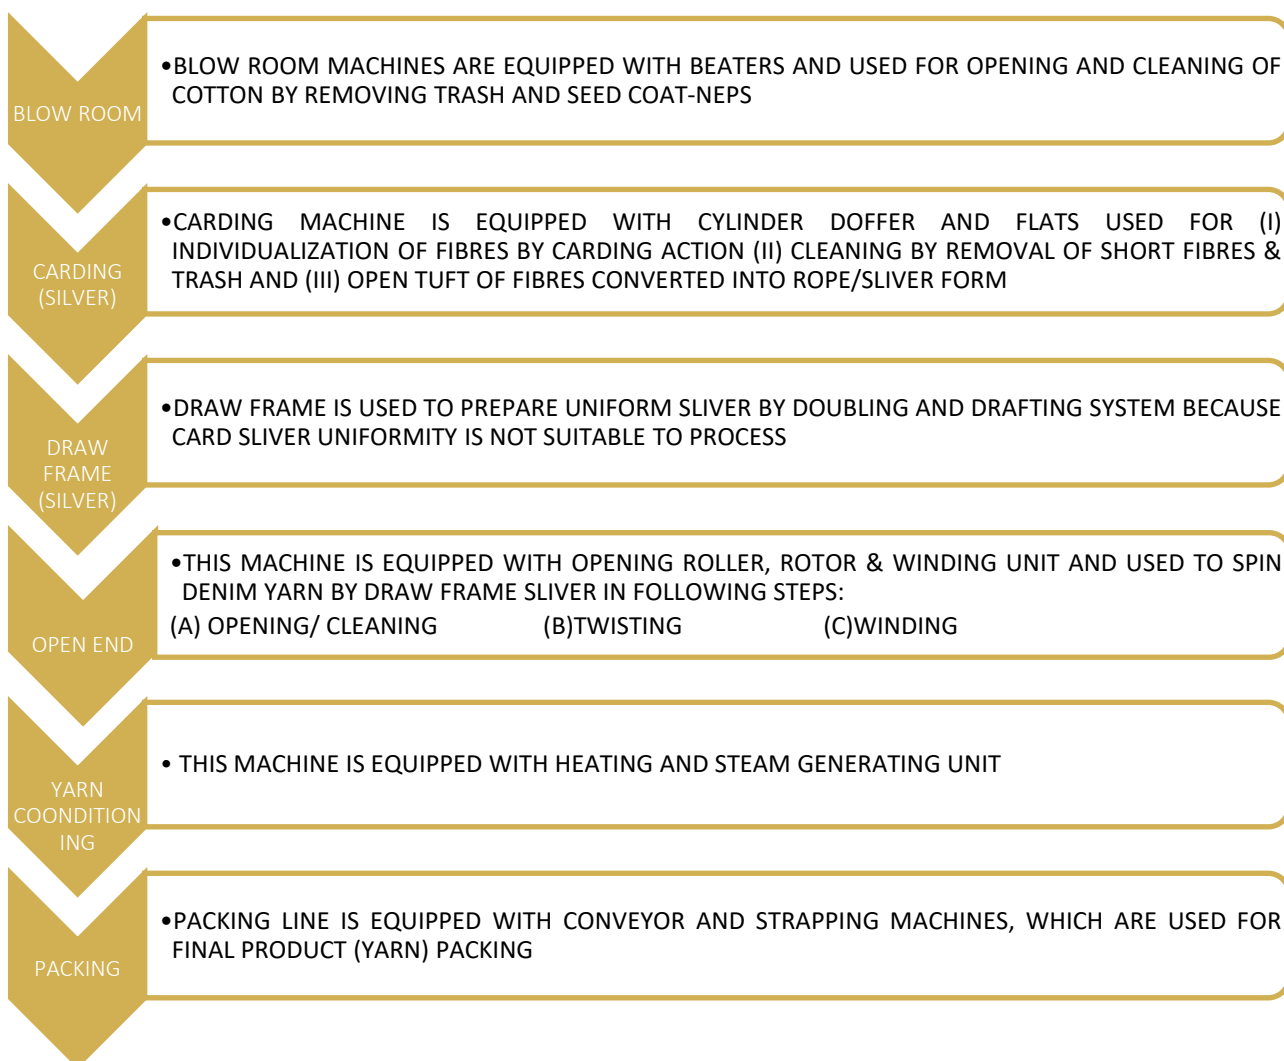 BLOW ROOM
•BLOW ROOM MACHINES ARE EQUIPPED WITH BEATERS AND USED FOR OPENING AND CLEANING OF
COTTON BY REMOVING TRASH AND SEED COAT-NEPS
CARDING
(SILVER)
•CARDING MACHINE IS EQUIPPED WITH CYLINDER DOFFER AND FLATS USED FOR (I)
INDIVIDUALIZATION OF FIBRES BY CARDING ACTION (II) CLEANING BY REMOVAL OF SHORT FIBRES &
TRASH AND (III) OPEN TUFT OF FIBRES CONVERTED INTO ROPE/SLIVER FORM
DRAW
FRAME
(SILVER)
•DRAW FRAME IS USED TO PREPARE UNIFORM SLIVER BY DOUBLING AND DRAFTING SYSTEM BECAUSE
CARD SLIVER UNIFORMITY IS NOT SUITABLE TO PROCESS
OPEN END
•THIS MACHINE IS EQUIPPED WITH OPENING ROLLER, ROTOR & WINDING UNIT AND USED TO SPIN
DENIM YARN BY DRAW FRAME SLIVER IN FOLLOWING STEPS:
(A) OPENING/ CLEANING (B)TWISTING (C)WINDING
YARN
COONDITION
ING
• THIS MACHINE IS EQUIPPED WITH HEATING AND STEAM GENERATING UNIT
PACKING
•PACKING LINE IS EQUIPPED WITH CONVEYOR AND STRAPPING MACHINES, WHICH ARE USED FOR
FINAL PRODUCT (YARN) PACKING